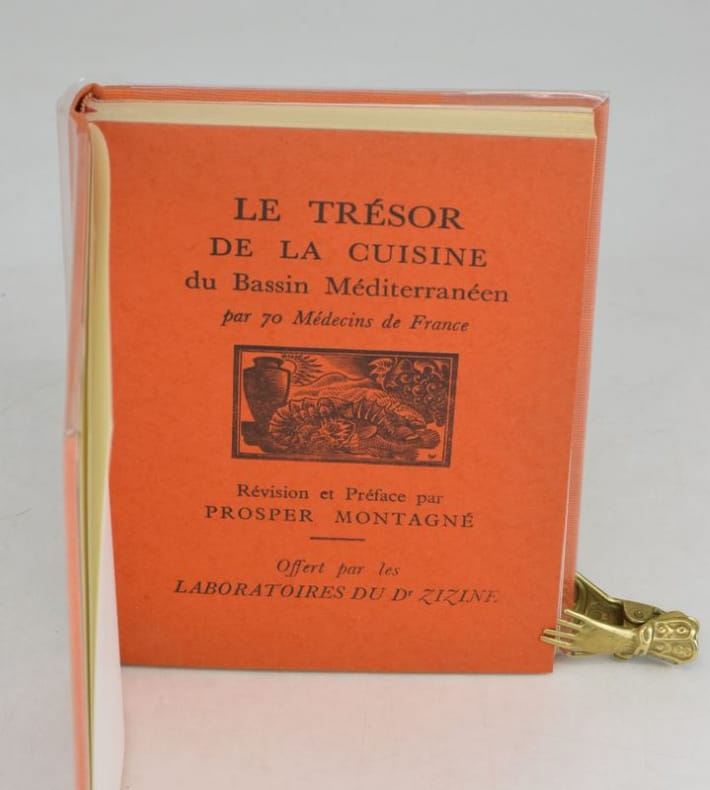 LE TRÉSOR
DE LA CUISINE
du Bassin Méditerranéen
par 70 Médecins de France
Révision et Préface par
PROSPER MONTAGNÉ
Offert par les
LABORATOIRES DU Dr ZIZINE